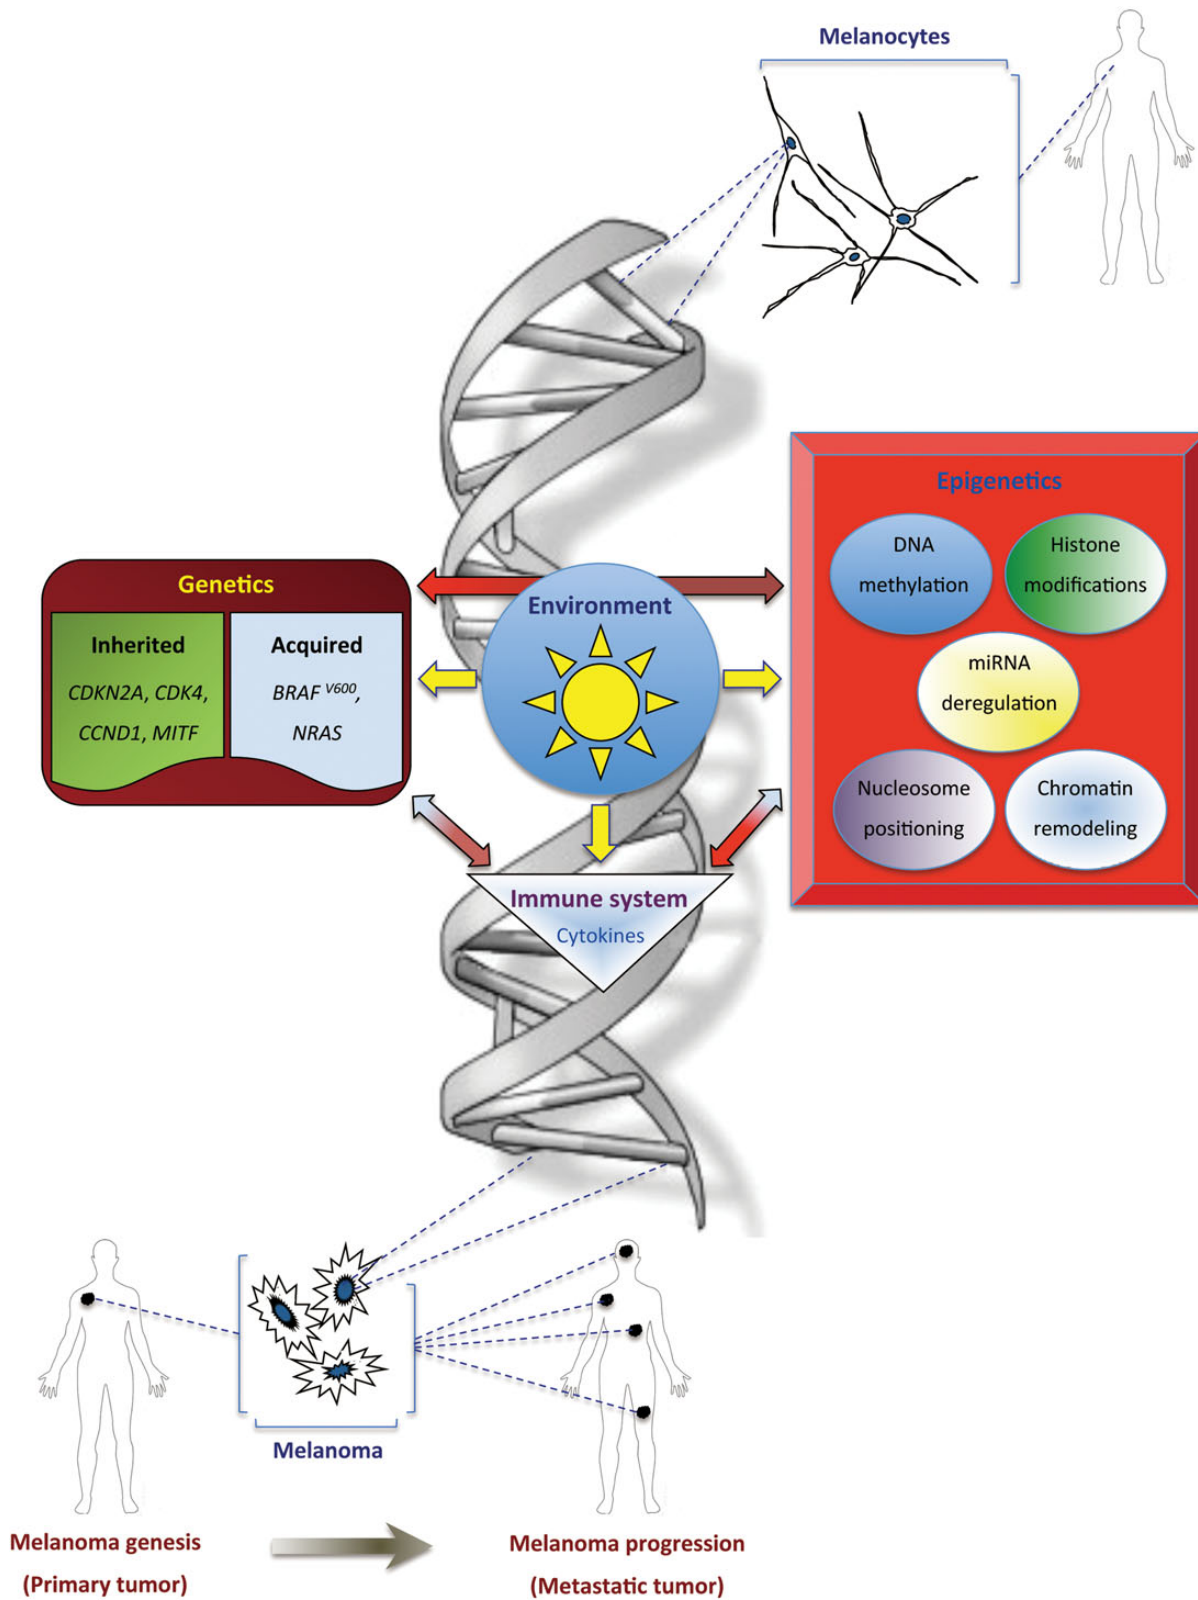 Melanocytes
Epigenetics
DNA
methylation
Histone
modifications
miRNA
deregulation
Nucleosome
positioning
Chromatin
remodeling
Genetics
Inherited
CDKN2A, CDK4,
CCND1, MITF
Acquired
BRAF V600,
NRAS
Environment
Immune system
Cytokines
Melanoma
Melanoma genesis
(Primary tumor)
Melanoma progression
(Metastatic tumor)